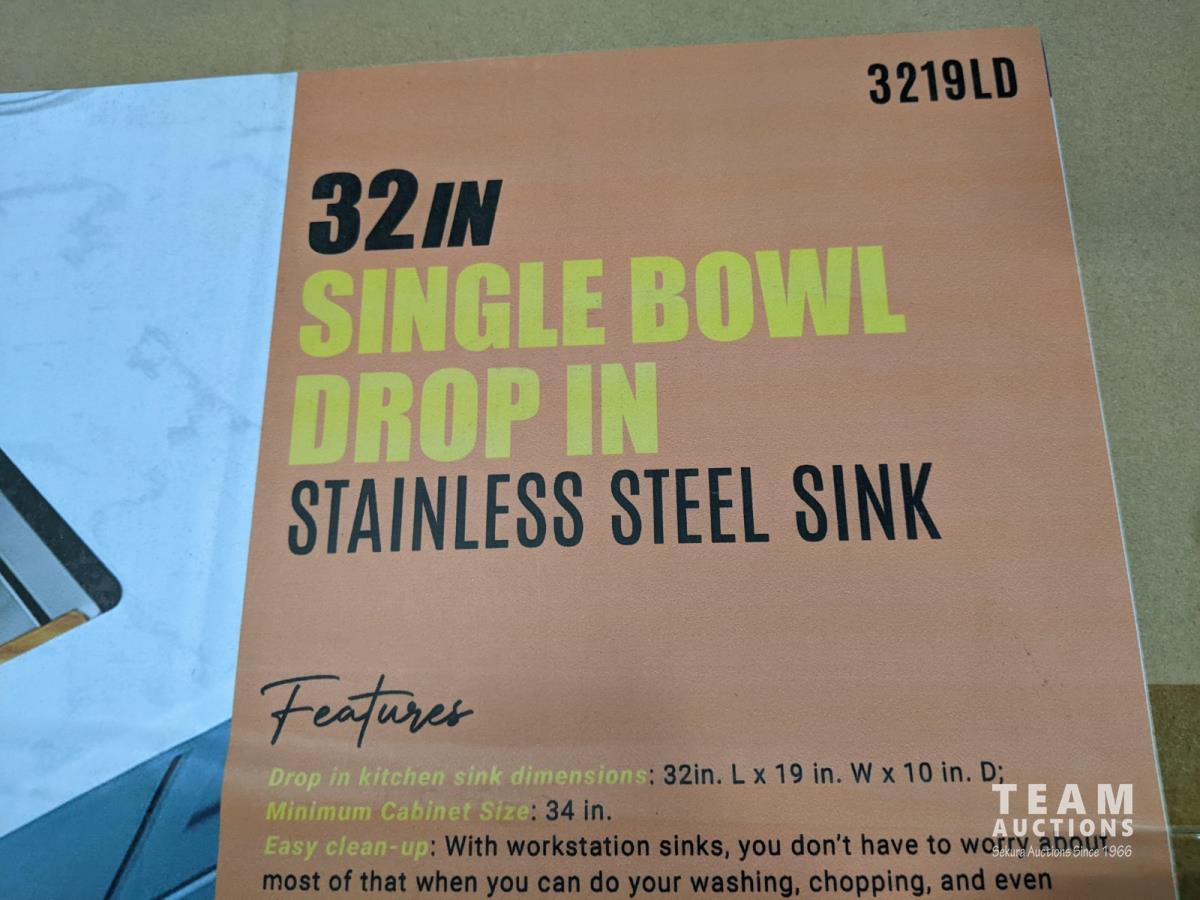 3219LD
32IN
SINGLE BOWL
DROP IN
STAINLESS STEEL SINK
Features
Drop in kitchen sink dimensions: 32in. L x 19 in. W x 10 in. D;
Minimum Cabinet Size: 34 in.
Easy clean-up: With workstation sinks, you don't have to worry about
most of that when you can do your washing, chopping, and even
TEAM
AUCTIONS
Sekura Auctions Since 1966